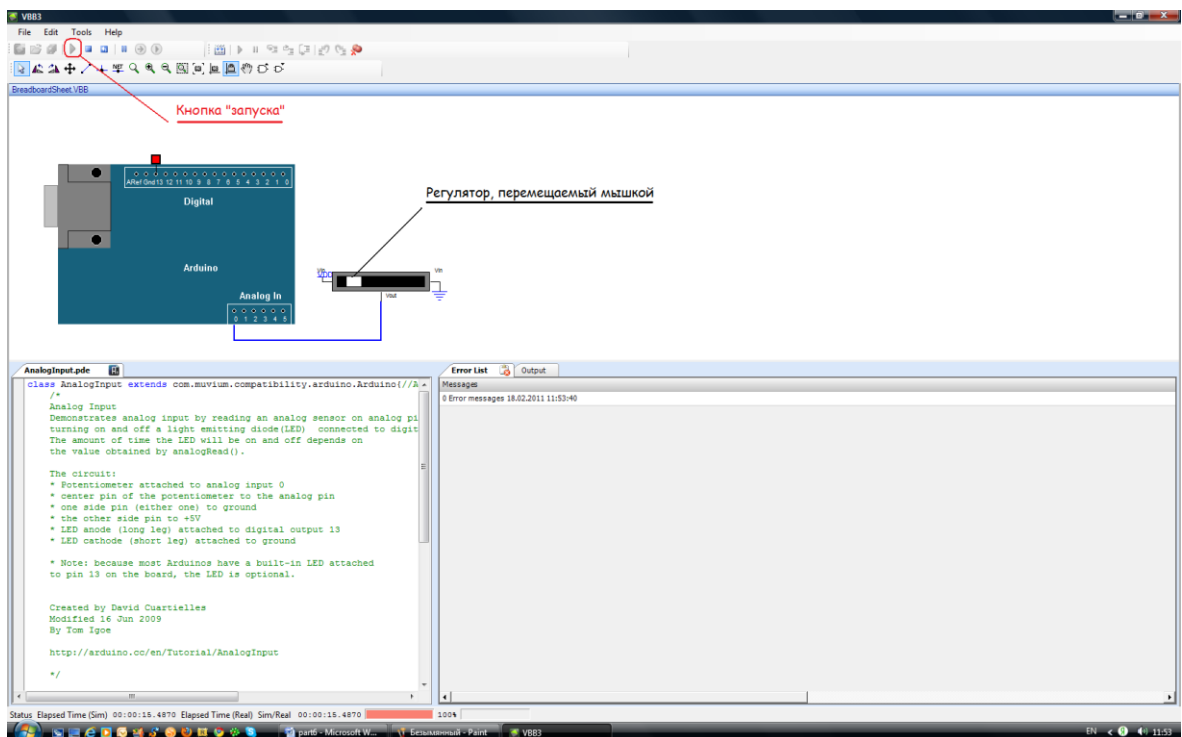 VBB3
File Edit Tools Help
BreadboardSheet.VBB
Кнопка "запуска"
ARef Gnd 13 12 11 10 9 8 7 6 5 4 3 2 1 0
Digital
Регулятор, перемещаемый мышкой
Arduino
Vin
Vin
Analog In
Vout
0 1 2 3 4 5
AnalogInput.pde
Error List Output
class AnalogInput extends com.muvium.compatibility.arduino.Arduino{//A
Messages
/*
0 Error messages 18.02.2011 11:53:40
Analog Input
Demonstrates analog input by reading an analog sensor on analog pi
turning on and off a light emitting diode(LED) connected to digit
The amount of time the LED will be on and off depends on
the value obtained by analogRead().
The circuit:
* Potentiometer attached to analog input 0
* center pin of the potentiometer to the analog pin
* one side pin (either one) to ground
* the other side pin to +5V
* LED anode (long leg) attached to digital output 13
* LED cathode (short leg) attached to ground
* Note: because most Arduinos have a built-in LED attached
to pin 13 on the board, the LED is optional.
Created by David Cuartielles
Modified 16 Jun 2009
By Tom Igoe
http://arduino.cc/en/Tutorial/AnalogInput
*/
Status Elapsed Time (Sim) 00:00:15.4870 Elapsed Time (Real) Sim/Real 00:00:15.4870 100%
part6 - Microsoft W... Безымянный - Paint VBB3 EN 11:53